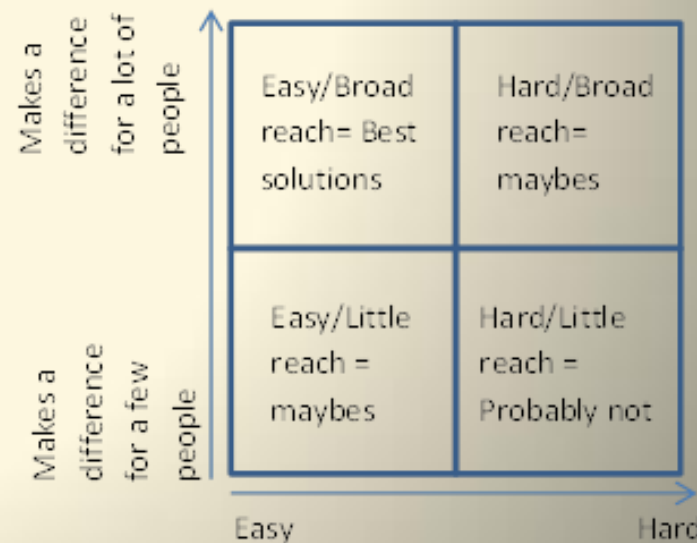 Makes a
difference
for a lot of
people
Easy/Broad
reach= Best
solutions
Hard/Broad
reach=
maybes
Makes a
difference
for a few
people
Easy/Little
reach =
maybes
Hard/Little
reach =
Probably not
Easy
Hard